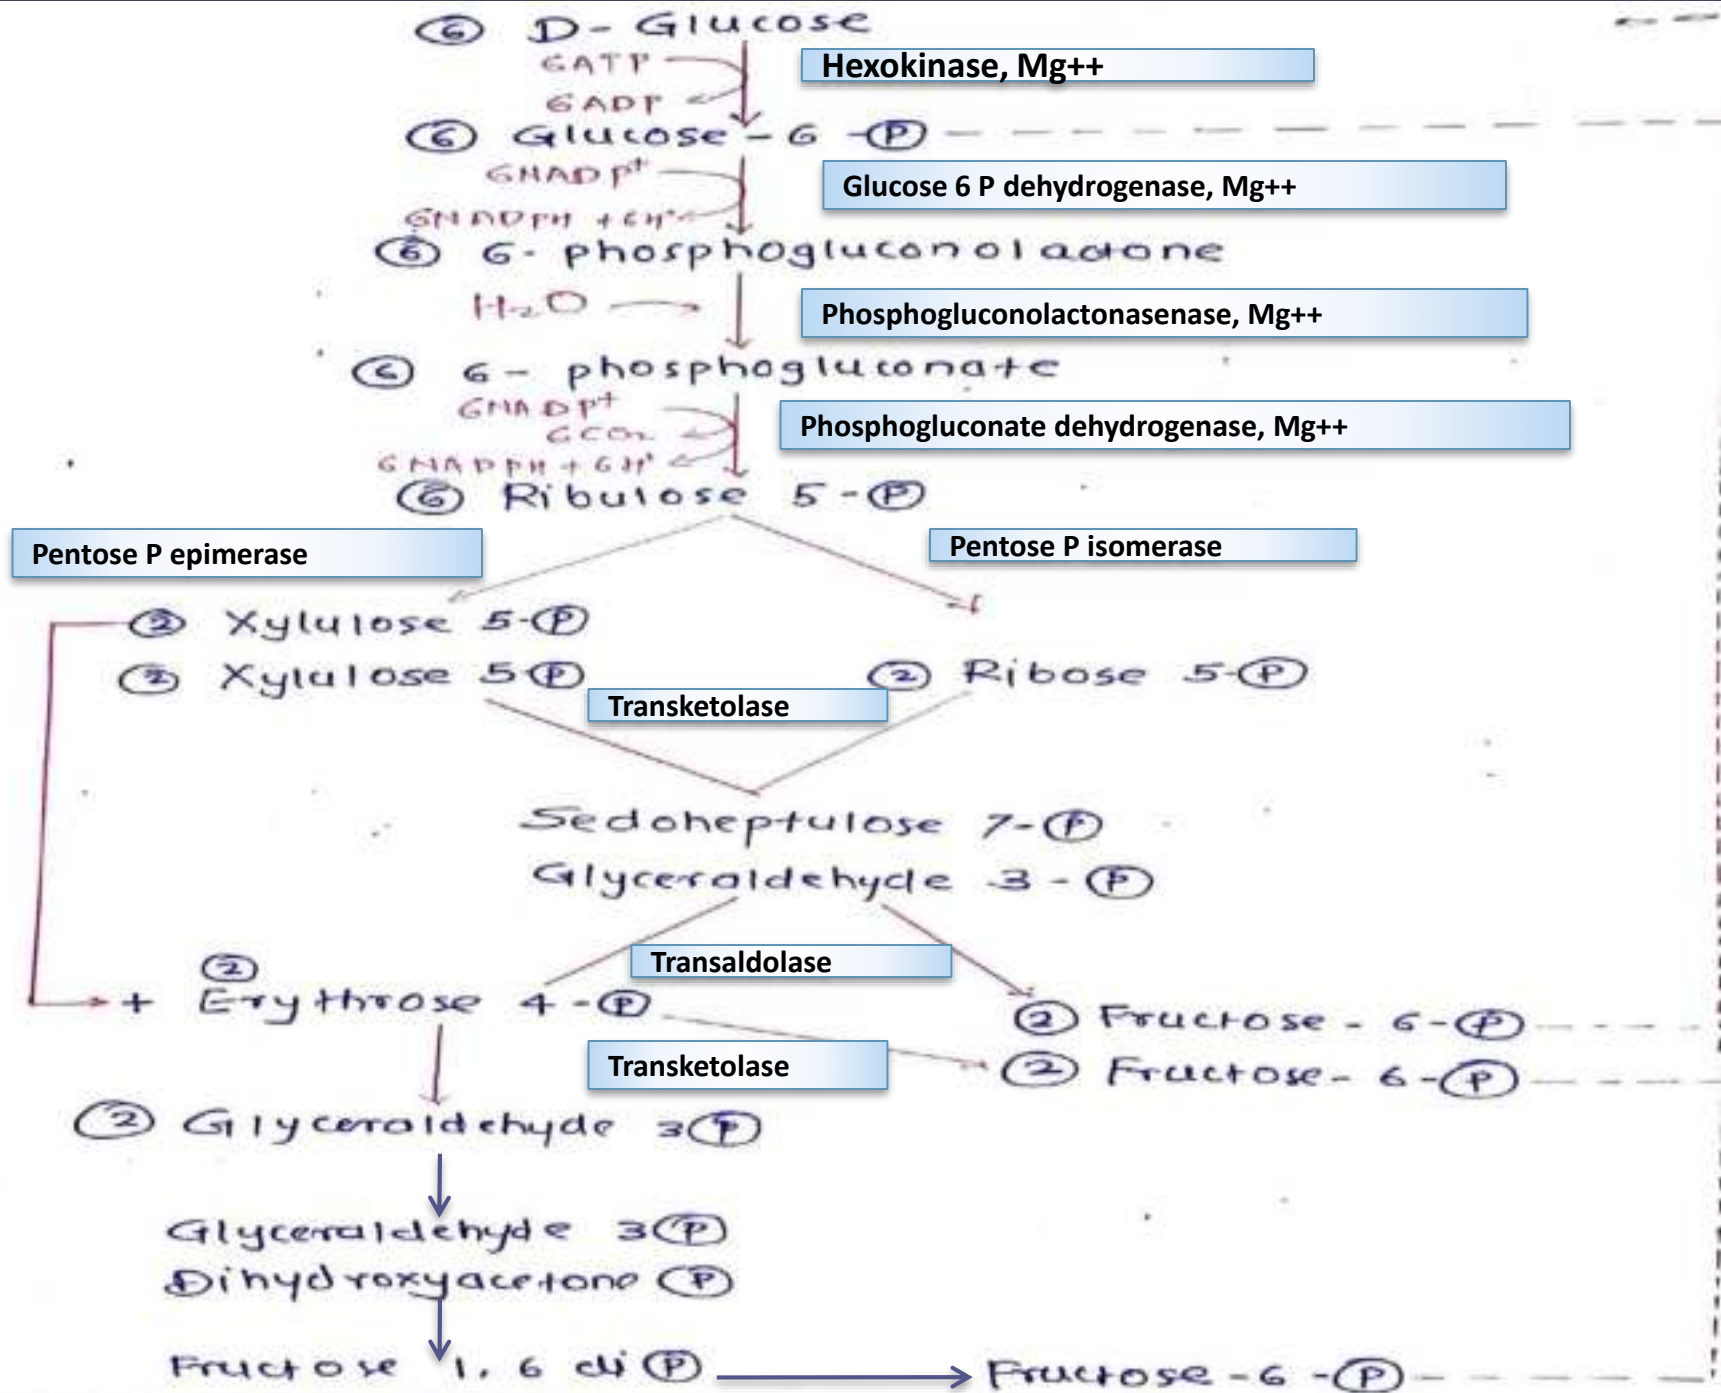 ⑥ D-Glucose
6ATP
Hexokinase, Mg++
6ADP
⑥ Glucose-6-Ⓟ
6NADP+
Glucose 6 P dehydrogenase, Mg++
6NADPH + 6H+
⑥ 6-phosphogluconolactone
H₂O
Phosphogluconolactonasenase, Mg++
⑥ 6-phosphogluconate
6NADP+
6CO₂
Phosphogluconate dehydrogenase, Mg++
6NADPH + 6H+
⑥ Ribulose 5-Ⓟ
Pentose P epimerase
Pentose P isomerase
② Xylulose 5-Ⓟ
② Xylulose 5-Ⓟ
② Ribose 5-Ⓟ
Transketolase
Sedoheptulose 7-Ⓟ
Glyceraldehyde 3-Ⓟ
Transaldolase
②
+ Erythrose 4-Ⓟ
② Fructose-6-Ⓟ
Transketolase
② Fructose-6-Ⓟ
② Glyceraldehyde 3Ⓟ
Glyceraldehyde 3Ⓟ
Dihydroxyacetone Ⓟ
Fructose 1,6 di Ⓟ
Fructose-6-Ⓟ